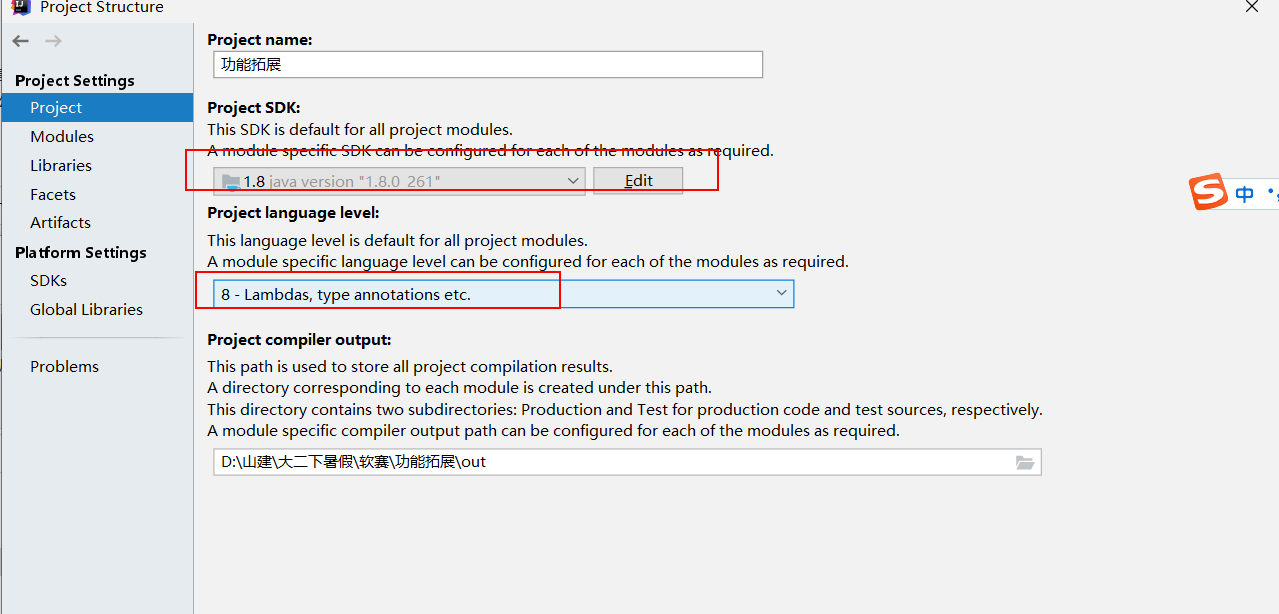 Project Structure
Project Settings
Project
Modules
Libraries
Facets
Artifacts
Platform Settings
SDKs
Global Libraries
Problems
Project name:
功能拓展
Project SDK:
This SDK is default for all project modules.
A module specific SDK can be configured for each of the modules as required.
1.8 java version "1.8.0_261"
Edit
Project language level:
This language level is default for all project modules.
A module specific language level can be configured for each of the modules as required.
8 - Lambdas, type annotations etc.
Project compiler output:
This path is used to store all project compilation results.
A directory corresponding to each module is created under this path.
This directory contains two subdirectories: Production and Test for production code and test sources, respectively.
A module specific compiler output path can be configured for each of the modules as required.
D:\山建\大二下暑假\软赛\功能拓展\out
S 中